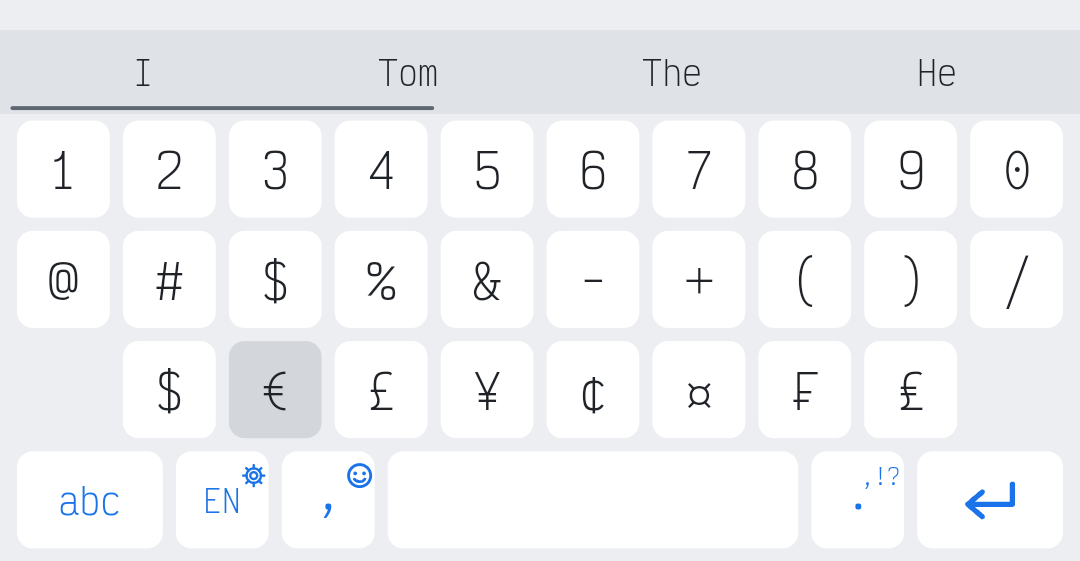 I Tom The He
1 2 3 4 5 6 7 8 9 0
@ # $ % & - + ( ) /
$ € £ ¥ ¢ ¤ ₣ ₤
abc EN , . ,!?